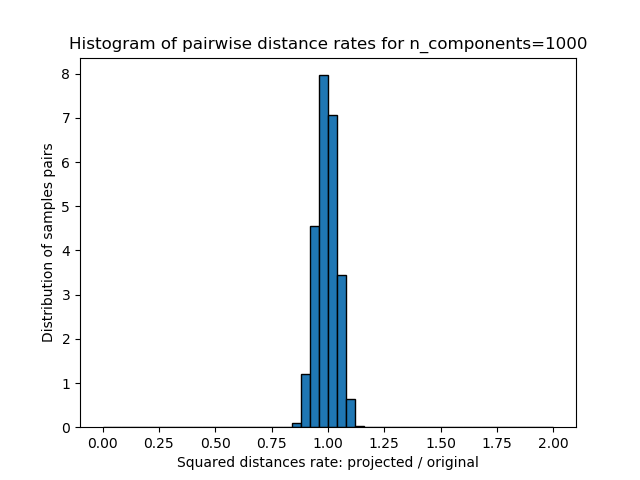 Histogram of pairwise distance rates for n_components=1000
Distribution of samples pairs
8
7
6
5
4
3
2
1
0
0.00 0.25 0.50 0.75 1.00 1.25 1.50 1.75 2.00
Squared distances rate: projected / original